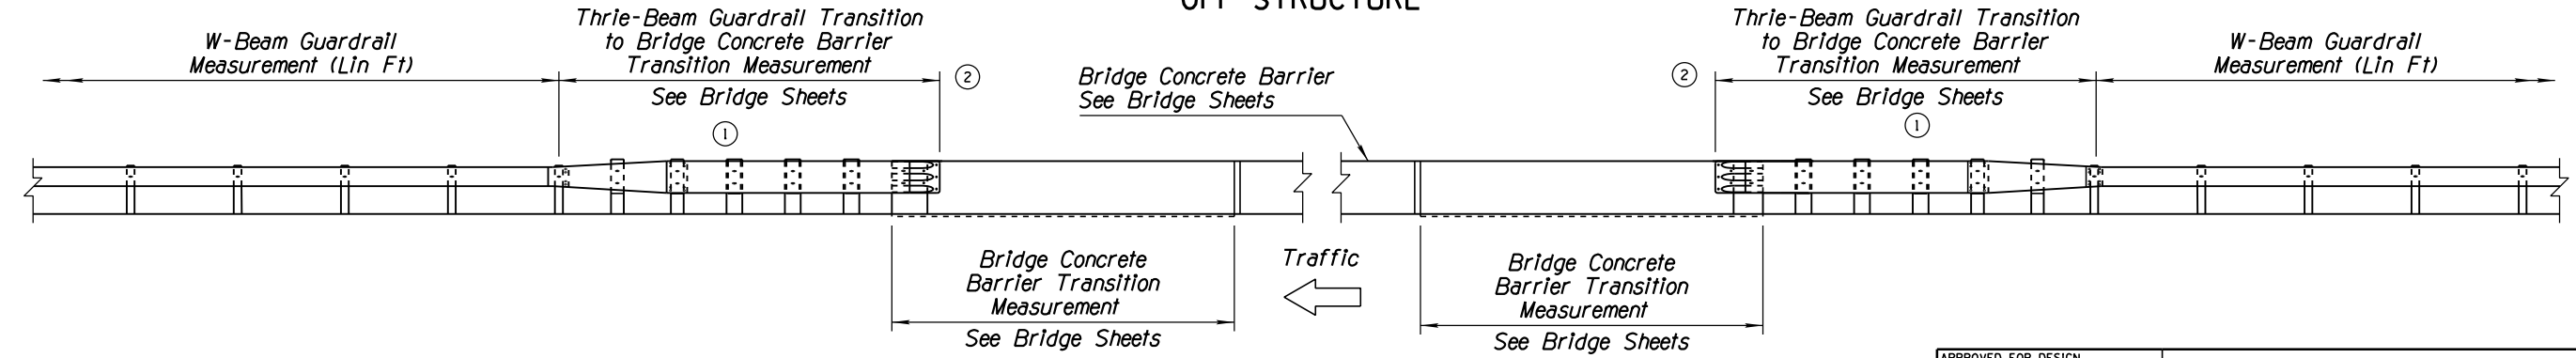 OFF STRUCTURE
W-Beam Guardrail
Measurement (Lin Ft)
Thrie-Beam Guardrail Transition
to Bridge Concrete Barrier
Transition Measurement
See Bridge Sheets
1
2
Bridge Concrete Barrier
See Bridge Sheets
2
Thrie-Beam Guardrail Transition
to Bridge Concrete Barrier
Transition Measurement
See Bridge Sheets
1
W-Beam Guardrail
Measurement (Lin Ft)
Bridge Concrete
Barrier Transition
Measurement
See Bridge Sheets
Traffic
Bridge Concrete
Barrier Transition
Measurement
See Bridge Sheets
APPROVED FOR DESIGN